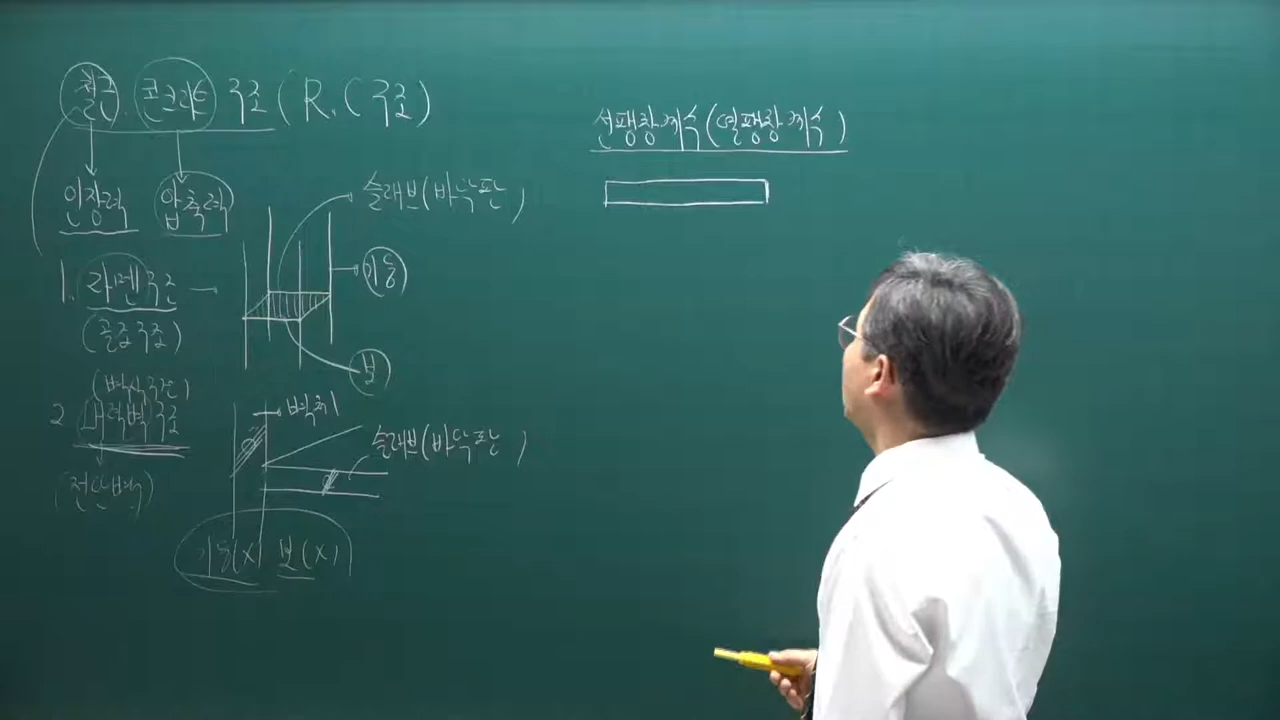 철근 콘크리트 구조 (R.C 구조)
인장력 압축력
슬래브(바닥판)
1. 라멘구조
기둥
(골조구조)
보
(벽식구조)
2 내력벽구조
벽체
슬래브(바닥판)
(전단벽)
기둥(x) 보(x)
선팽창계수(열팽창계수)